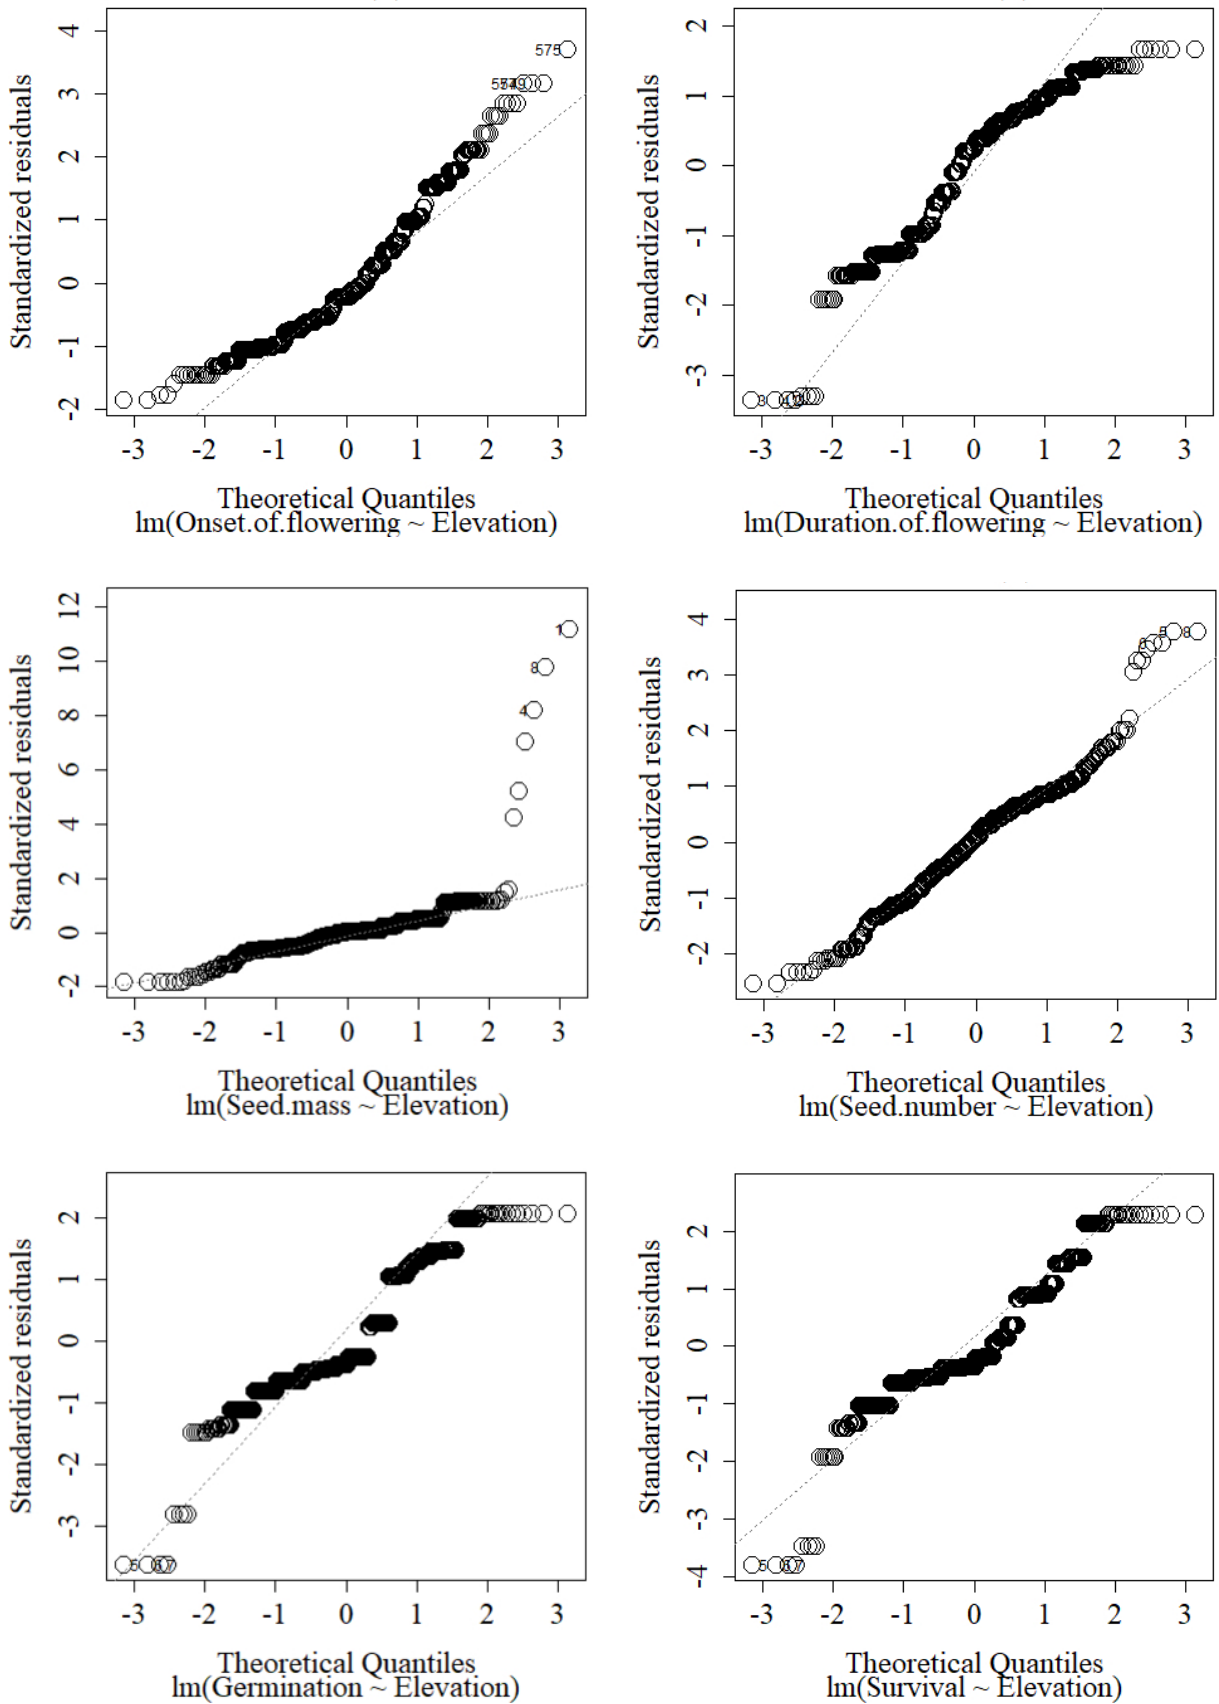 4
3
2
1
0
-1
-2
Standardized residuals
575
-3 -2 -1 0 1 2 3
Theoretical Quantiles
lm(Onset.of.flowering ~ Elevation)
2
1
0
-1
-2
-3
Standardized residuals
3
-3 -2 -1 0 1 2 3
Theoretical Quantiles
lm(Duration.of.flowering ~ Elevation)
12
10
8
6
4
2
0
-2
Standardized residuals
1
8
4
-3 -2 -1 0 1 2 3
Theoretical Quantiles
lm(Seed.mass ~ Elevation)
4
3
2
1
0
-1
-2
Standardized residuals
5 8
-3 -2 -1 0 1 2 3
Theoretical Quantiles
lm(Seed.number ~ Elevation)
2
1
0
-1
-2
-3
Standardized residuals
5 7
-3 -2 -1 0 1 2 3
Theoretical Quantiles
lm(Germination ~ Elevation)
2
1
0
-1
-2
-3
-4
Standardized residuals
5 7
-3 -2 -1 0 1 2 3
Theoretical Quantiles
lm(Survival ~ Elevation)